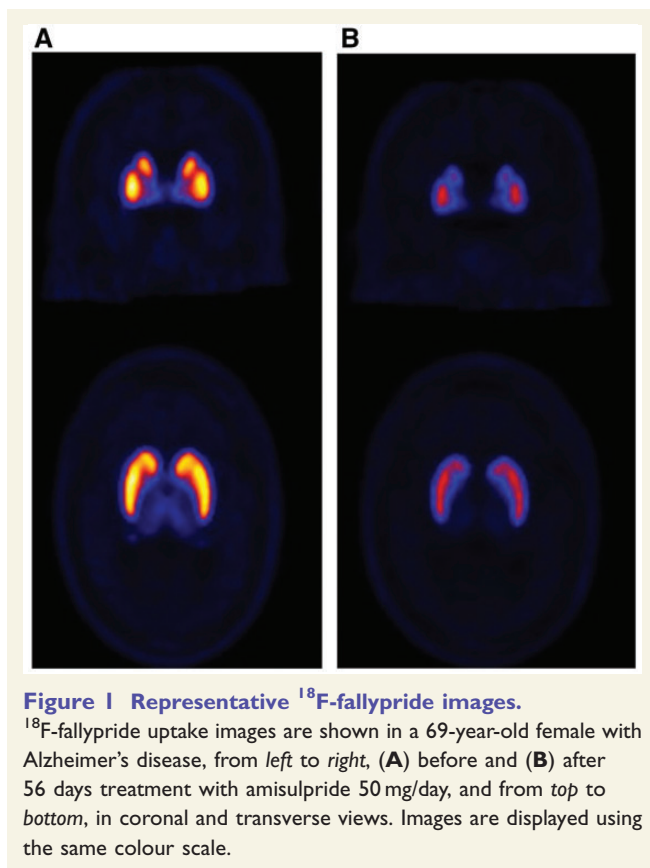 A B
Figure 1 Representative ¹⁸F-fallypride images.
¹⁸F-fallypride uptake images are shown in a 69-year-old female with
Alzheimer's disease, from left to right, (A) before and (B) after
56 days treatment with amisulpride 50 mg/day, and from top to
bottom, in coronal and transverse views. Images are displayed using
the same colour scale.